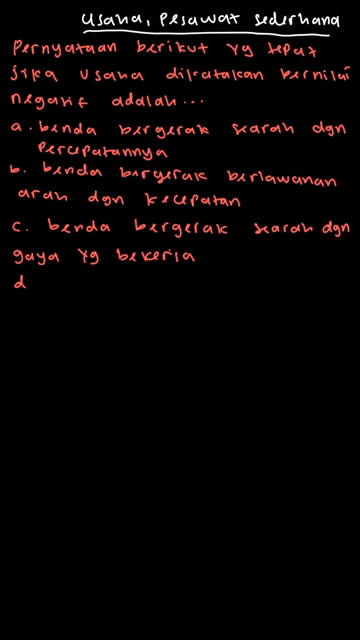 Usaha, Pesawat Sederhana
Pernyataan berikut Yg tepat
jika usaha dikatakan bernilai
negatif adalah...
a. benda bergerak searah dgn
percepatannya
b. benda bergerak berlawanan
arah dgn kecepatan
c. benda bergerak searah dgn
gaya Yg bekerja
d